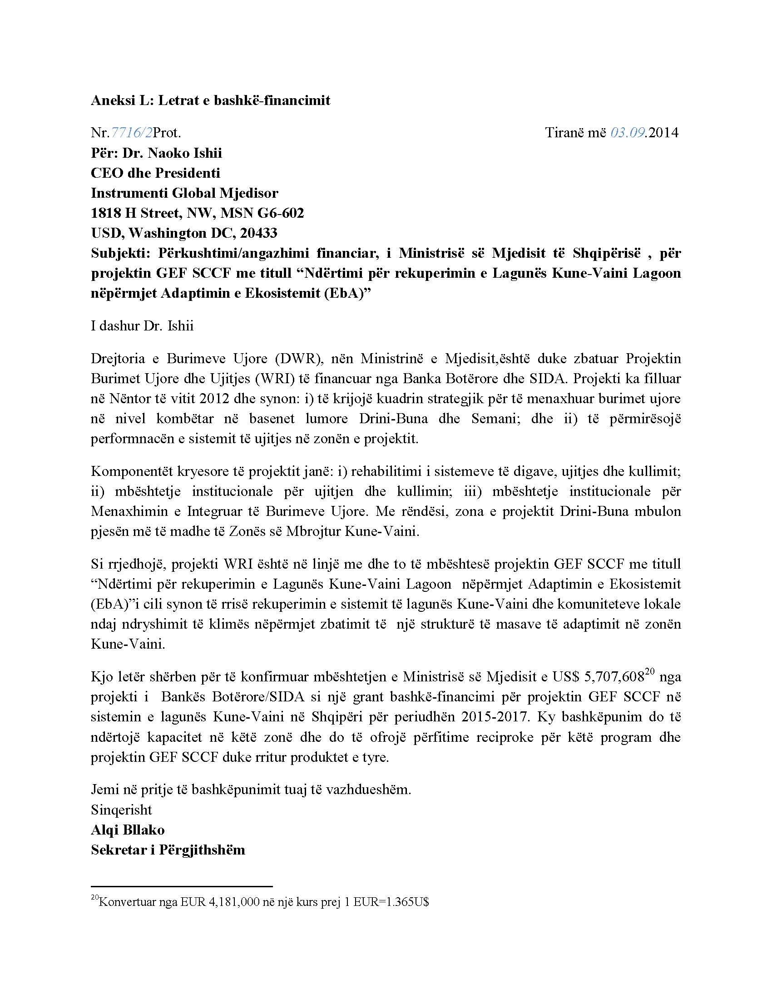 Aneksi L: Letrat e bashkë-financimit
Nr.7716/2Prot. Tiranë më 03.09.2014
Për: Dr. Naoko Ishii
CEO dhe Presidenti
Instrumenti Global Mjedisor
1818 H Street, NW, MSN G6-602
USD, Washington DC, 20433
Subjekti: Përkushtimi/angazhimi financiar, i Ministrisë së Mjedisit të Shqipërisë , për
projektin GEF SCCF me titull “Ndërtimi për rekuperimin e Lagunës Kune-Vaini Lagoon
nëpërmjet Adaptimin e Ekosistemit (EbA)”
I dashur Dr. Ishii
Drejtoria e Burimeve Ujore (DWR), nën Ministrinë e Mjedisit,është duke zbatuar Projektin
Burimet Ujore dhe Ujitjes (WRI) të financuar nga Banka Botërore dhe SIDA. Projekti ka filluar
në Nëntor të vitit 2012 dhe synon: i) të krijojë kuadrin strategjik për të menaxhuar burimet ujore
në nivel kombëtar në basenet lumore Drini-Buna dhe Semani; dhe ii) të përmirësojë
performnacën e sistemit të ujitjes në zonën e projektit.
Komponentët kryesore të projektit janë: i) rehabilitimi i sistemeve të digave, ujitjes dhe kullimit;
ii) mbështetje institucionale për ujitjen dhe kullimin; iii) mbështetje institucionale për
Menaxhimin e Integruar të Burimeve Ujore. Me rëndësi, zona e projektit Drini-Buna mbulon
pjesën më të madhe të Zonës së Mbrojtur Kune-Vaini.
Si rrjedhojë, projekti WRI është në linjë me dhe to të mbështesë projektin GEF SCCF me titull
“Ndërtimi për rekuperimin e Lagunës Kune-Vaini Lagoon nëpërmjet Adaptimin e Ekosistemit
(EbA)”i cili synon të rrisë rekuperimin e sistemit të lagunës Kune-Vaini dhe komuniteteve lokale
ndaj ndryshimit të klimës nëpërmjet zbatimit të një strukturë të masave të adaptimit në zonën
Kune-Vaini.
Kjo letër shërben për të konfirmuar mbështetjen e Ministrisë së Mjedisit e US$ 5,707,608²⁰ nga
projekti i Bankës Botërore/SIDA si një grant bashkë-financimi për projektin GEF SCCF në
sistemin e lagunës Kune-Vaini në Shqipëri për periudhën 2015-2017. Ky bashkëpunim do të
ndërtojë kapacitet në këtë zonë dhe do të ofrojë përfitime reciproke për këtë program dhe
projektin GEF SCCF duke rritur produktet e tyre.
Jemi në pritje të bashkëpunimit tuaj të vazhdueshëm.
Sinqerisht
Alqi Bllako
Sekretar i Përgjithshëm
²⁰Konvertuar nga EUR 4,181,000 në një kurs prej 1 EUR=1.365U$